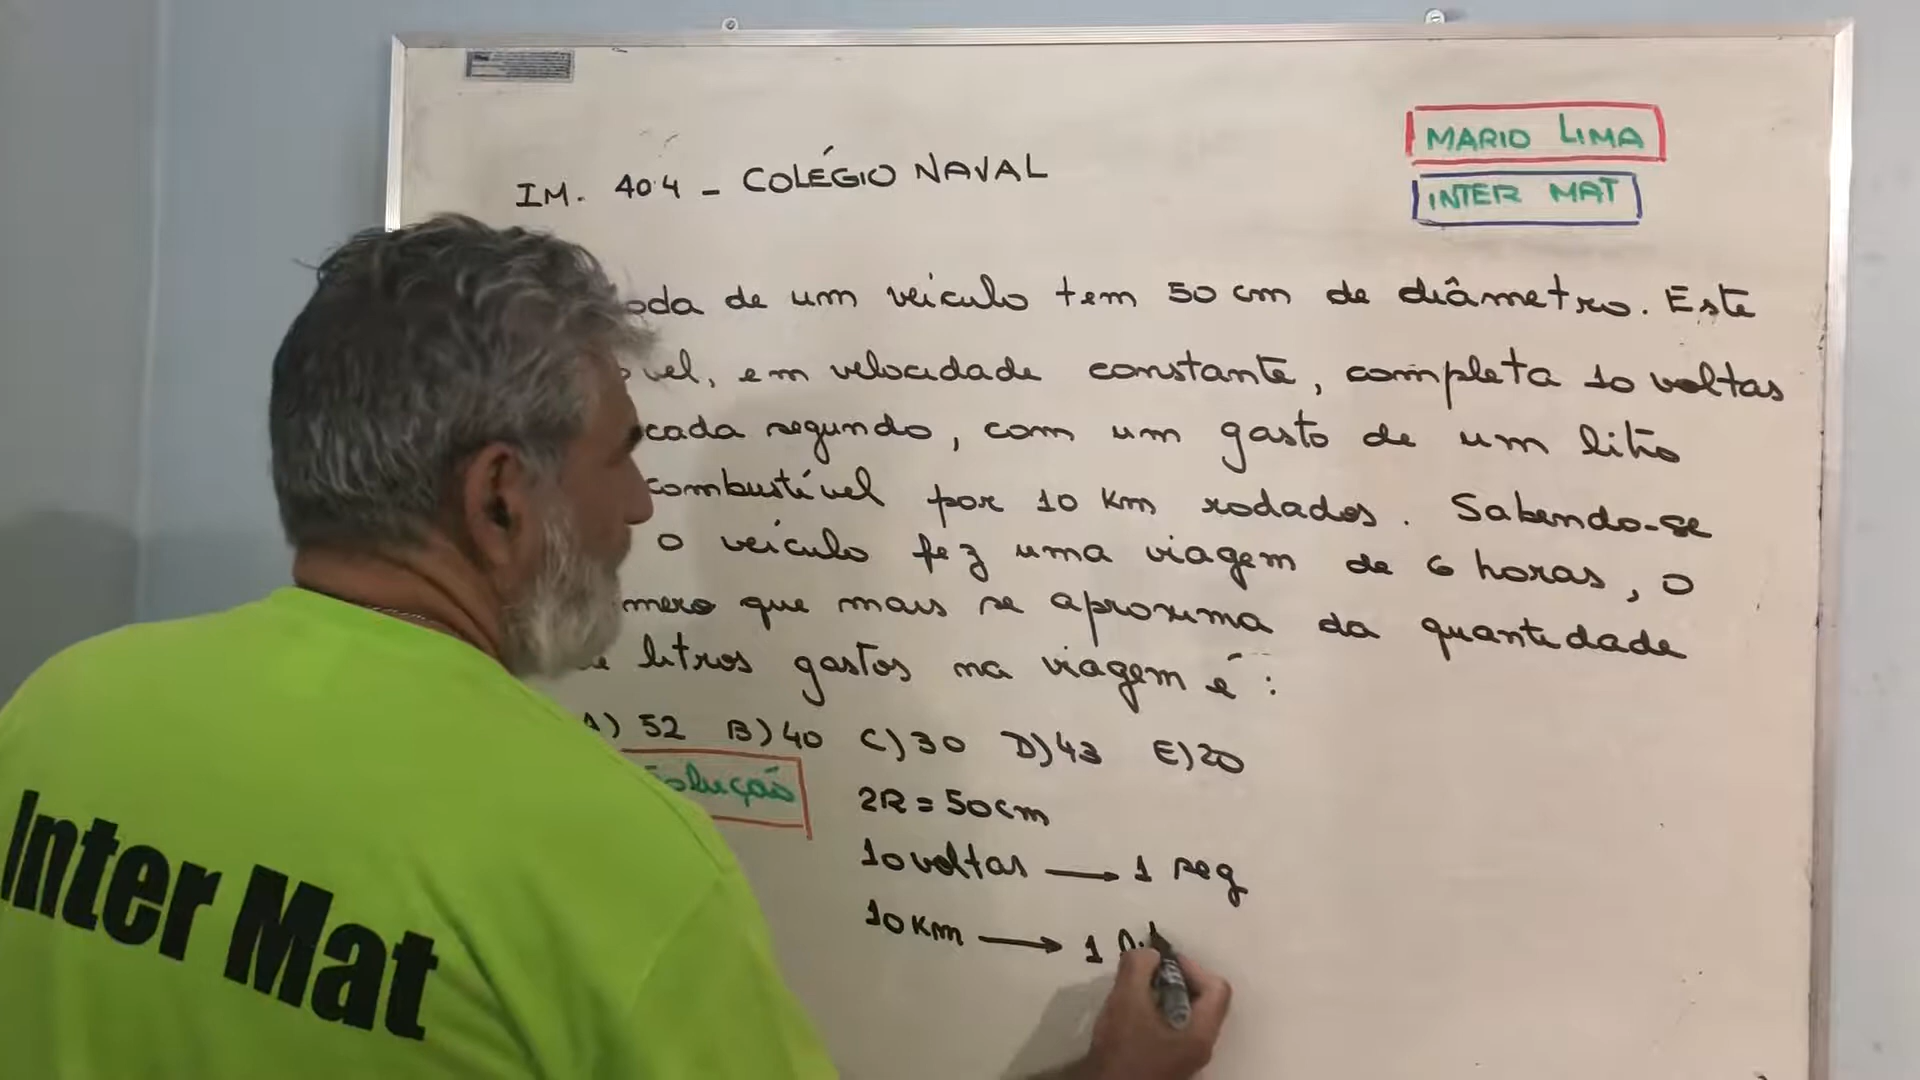 MARIO LIMA
INTER MAT
IM. 404 - COLÉGIO NAVAL
oda de um veículo tem 50 cm de diâmetro. Este
vel, em velocidade constante, completa 10 voltas
cada segundo, com um gasto de um litro
combustível por 10 Km rodados. Sabendo-se
o veículo fez uma viagem de 6 horas, o
mero que mais se aproxima da quantidade
litros gastos na viagem é:
A) 52 B) 40 C) 30 D) 43 E) 20
solução
2R = 50cm
10 voltas → 1 seg
10 Km → 1
Inter Mat